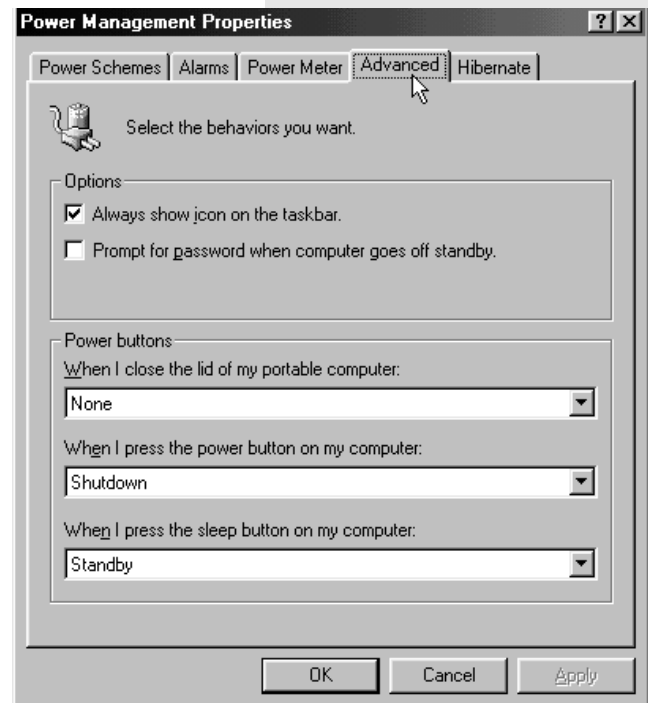 Power Management Properties
Power Schemes Alarms Power Meter Advanced Hibernate
Select the behaviors you want.
Options
Always show icon on the taskbar.
Prompt for password when computer goes off standby.
Power buttons
When I close the lid of my portable computer:
None
When I press the power button on my computer:
Shutdown
When I press the sleep button on my computer:
Standby
OK Cancel Apply